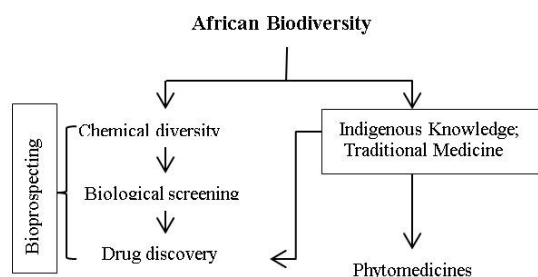 African Biodiversity
Bioprospecting
Chemical diversity
Biological screening
Drug discovery
Indigenous Knowledge;
Traditional Medicine
Phytomedicines